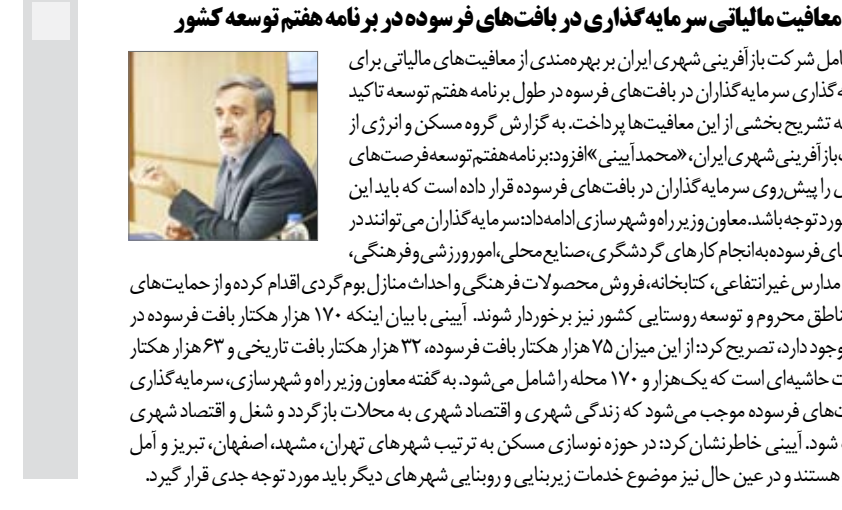 معافیت مالیاتی سرمایه‌گذاری در بافت‌های فرسوده در برنامه هفتم توسعه کشور
امل شرکت بازآفرینی شهری ایران بر بهره‌مندی از معافیت‌های مالیاتی برای
ه‌گذاری سرمایه‌گذاران در بافت‌های فرسوه در طول برنامه هفتم توسعه تاکید
ه تشریح بخشی از این معافیت‌ها پرداخت. به گزارش گروه مسکن و انرژی از
ت بازآفرینی شهری ایران، «محمد آیینی» افزود: برنامه هفتم توسعه فرصت‌های
ی را پیش‌روی سرمایه‌گذاران در بافت‌های فرسوده قرار داده است که باید این
ورد توجه باشد. معاون وزیر راه و شهرسازی ادامه داد: سرمایه‌گذاران می‌توانند در
ای فرسوده به انجام کارهای گردشگری، صنایع محلی، امور ورزشی و فرهنگی،
مدارس غیرانتفاعی، کتابخانه، فروش محصولات فرهنگی و احداث منازل بوم‌گردی اقدام کرده و از حمایت‌های
ناطق محروم و توسعه روستایی کشور نیز برخوردار شوند. آیینی با بیان اینکه ۱۷۰ هزار هکتار بافت فرسوده در
وجود دارد، تصریح کرد: از این میزان ۷۵ هزار هکتار بافت فرسوده، ۳۲ هزار هکتار بافت تاریخی و ۶۳ هزار هکتار
ت حاشیه‌ای است که یک‌هزار و ۱۷۰ محله را شامل می‌شود. به گفته معاون وزیر راه و شهرسازی، سرمایه‌گذاری
ت‌های فرسوده موجب می‌شود که زندگی شهری و اقتصاد شهری به محلات بازگردد و شغل و اقتصاد شهری
شود. آیینی خاطرنشان کرد: در حوزه نوسازی مسکن به ترتیب شهرهای تهران، مشهد، اصفهان، تبریز و آمل
هستند و در عین حال نیز موضوع خدمات زیربنایی و روبنایی شهرهای دیگر باید مورد توجه جدی قرار گیرد.